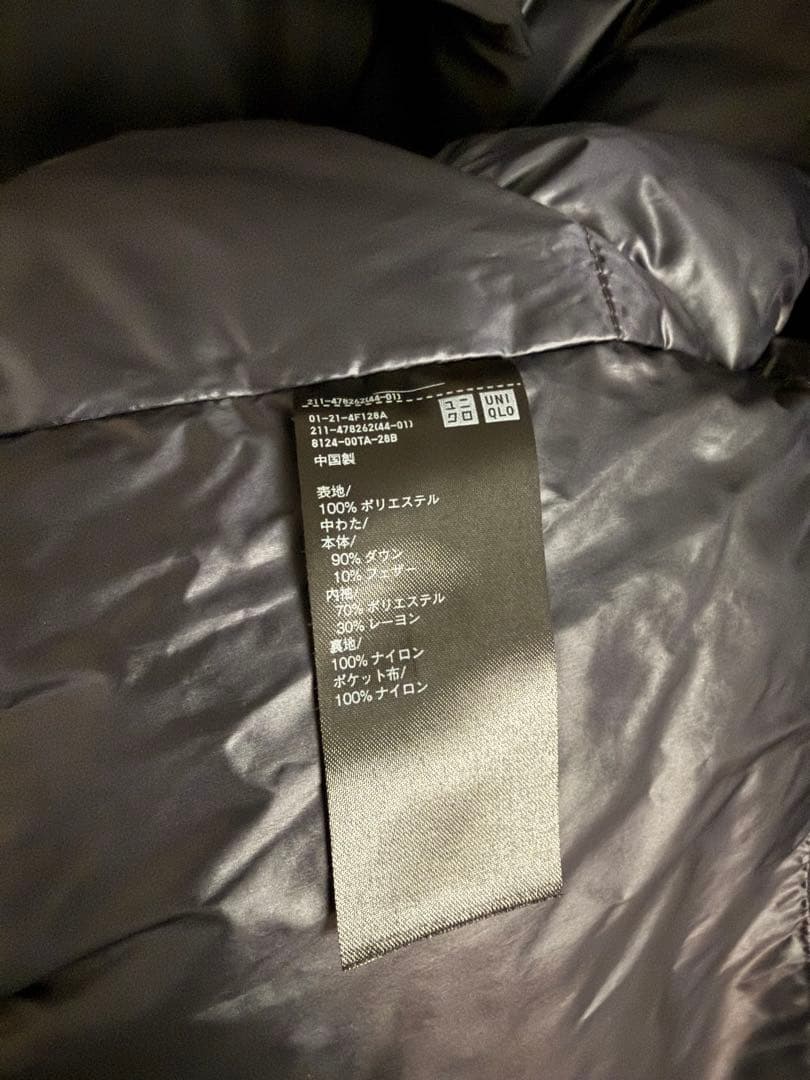 211-478262(44-01)
ユニクロ UNIQLO
01-21-4F128A
211-478262(44-01)
8124-00TA-28B
中国製
表地/
100% ポリエステル
中わた/
本体/
90% ダウン
10% フェザー
内袖/
70% ポリエステル
30% レーヨン
裏地/
100% ナイロン
ポケット布/
100% ナイロン